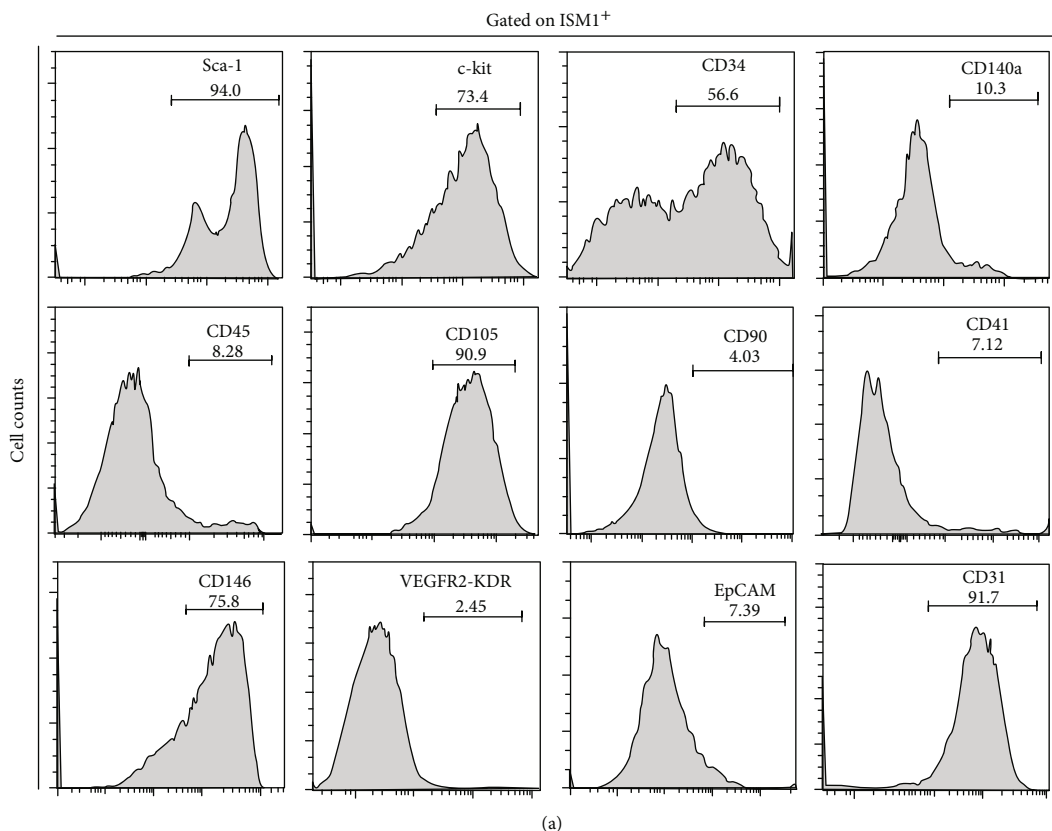 Gated on ISM1⁺
Sca-1
94.0
c-kit
73.4
CD34
56.6
CD140a
10.3
CD45
8.28
CD105
90.9
CD90
4.03
CD41
7.12
CD146
75.8
VEGFR2-KDR
2.45
EpCAM
7.39
CD31
91.7
Cell counts
(a)